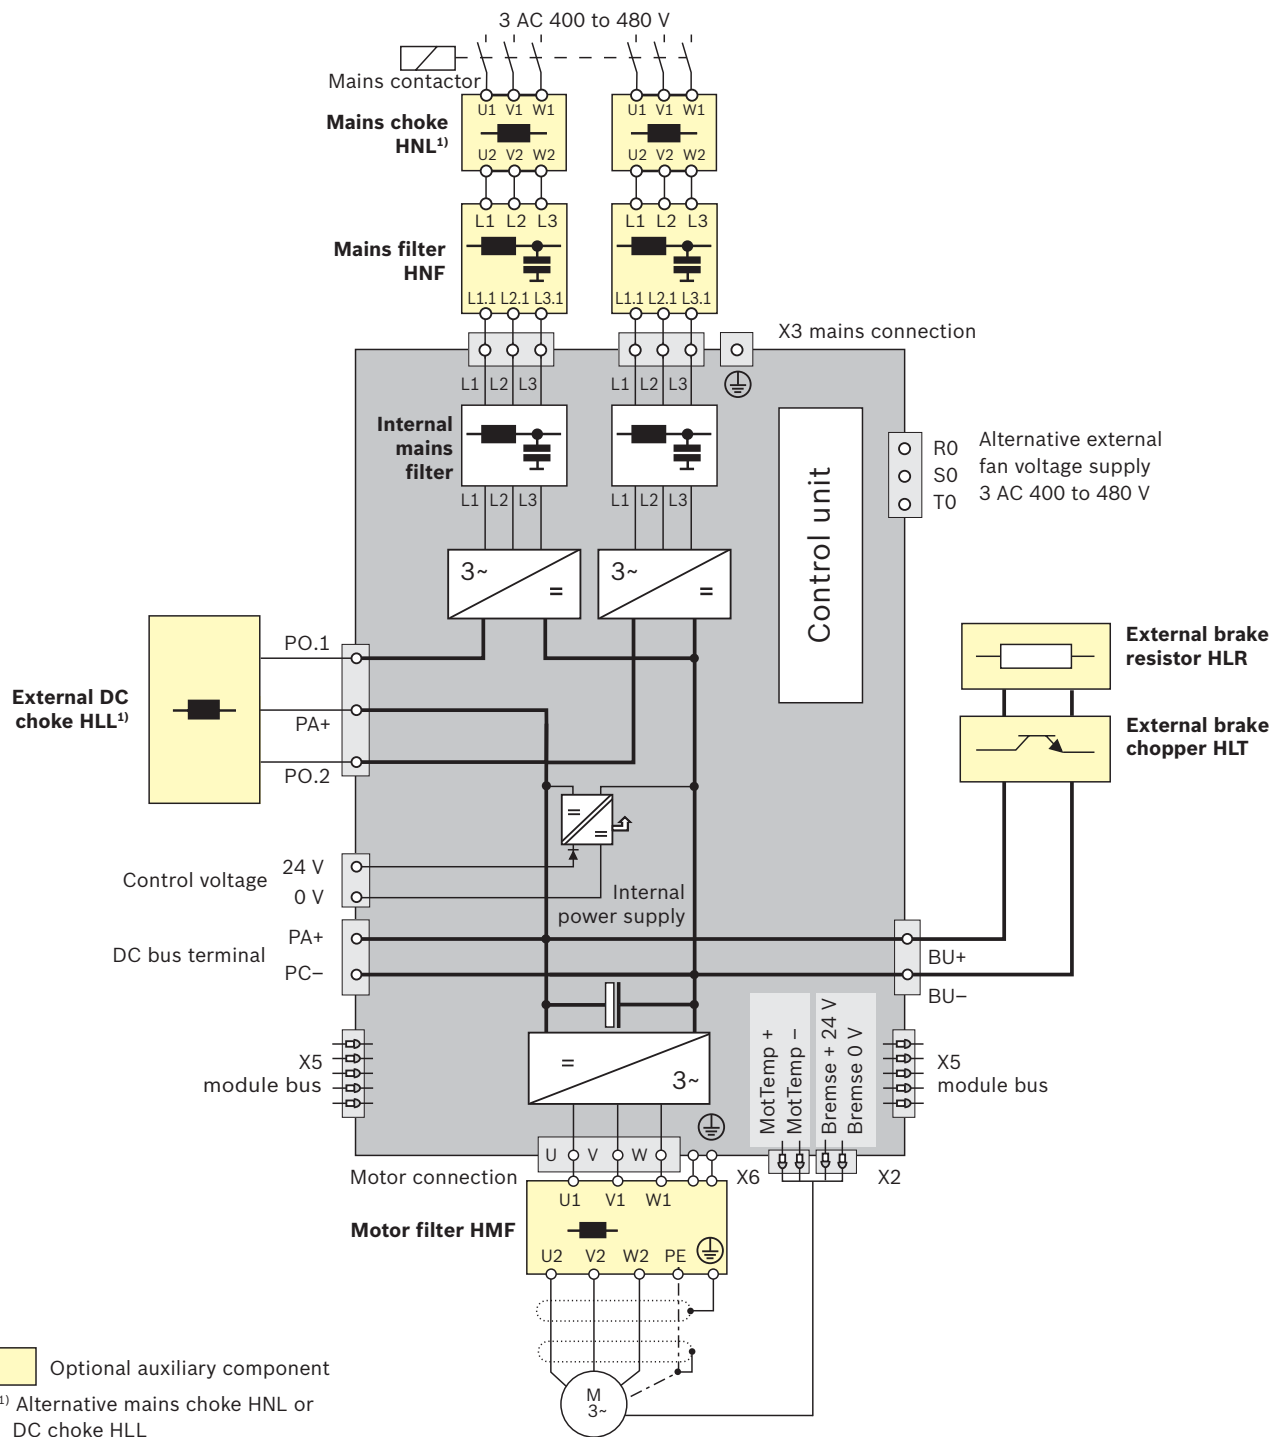 3 AC 400 to 480 V
Mains contactor
U1 V1 W1
U1 V1 W1
Mains choke
HNL1)
U2 V2 W2
U2 V2 W2
L1 L2 L3
L1 L2 L3
Mains filter
HNF
L1.1 L2.1 L3.1
L1.1 L2.1 L3.1
X3 mains connection
L1 L2 L3
L1 L2 L3
Internal
mains
filter
L1 L2 L3
L1 L2 L3
Control unit
R0
S0
T0
Alternative external
fan voltage supply
3 AC 400 to 480 V
3~ =
3~ =
PO.1
PA+
PO.2
External DC
choke HLL1)
External brake
resistor HLR
External brake
chopper HLT
= =
Control voltage
24 V
0 V
Internal
power supply
DC bus terminal
PA+
PC–
BU+
BU–
X5
module bus
= 3~
MotTemp +
MotTemp –
Bremse + 24 V
Bremse 0 V
X5
module bus
U V W
Motor connection
X6
X2
U1 V1 W1
Motor filter HMF
U2 V2 W2 PE
M
3~
Optional auxiliary component
1) Alternative mains choke HNL or
DC choke HLL